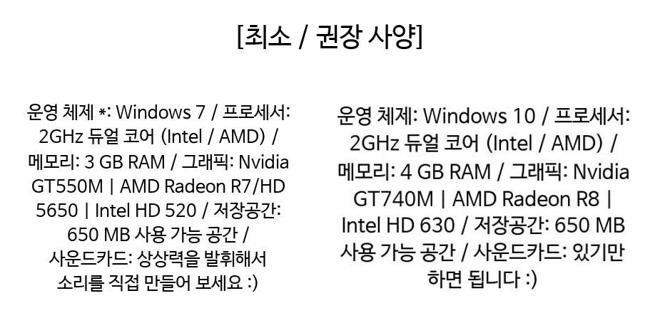 [최소 / 권장 사양]
운영 체제 *: Windows 7 / 프로세서:
2GHz 듀얼 코어 (Intel / AMD) /
메모리: 3 GB RAM / 그래픽: Nvidia
GT550M | AMD Radeon R7/HD
5650 | Intel HD 520 / 저장공간:
650 MB 사용 가능 공간 /
사운드카드: 상상력을 발휘해서
소리를 직접 만들어 보세요 :)
운영 체제: Windows 10 / 프로세서:
2GHz 듀얼 코어 (Intel / AMD) /
메모리: 4 GB RAM / 그래픽: Nvidia
GT740M | AMD Radeon R8 |
Intel HD 630 / 저장공간: 650 MB
사용 가능 공간 / 사운드카드: 있기만
하면 됩니다 :)